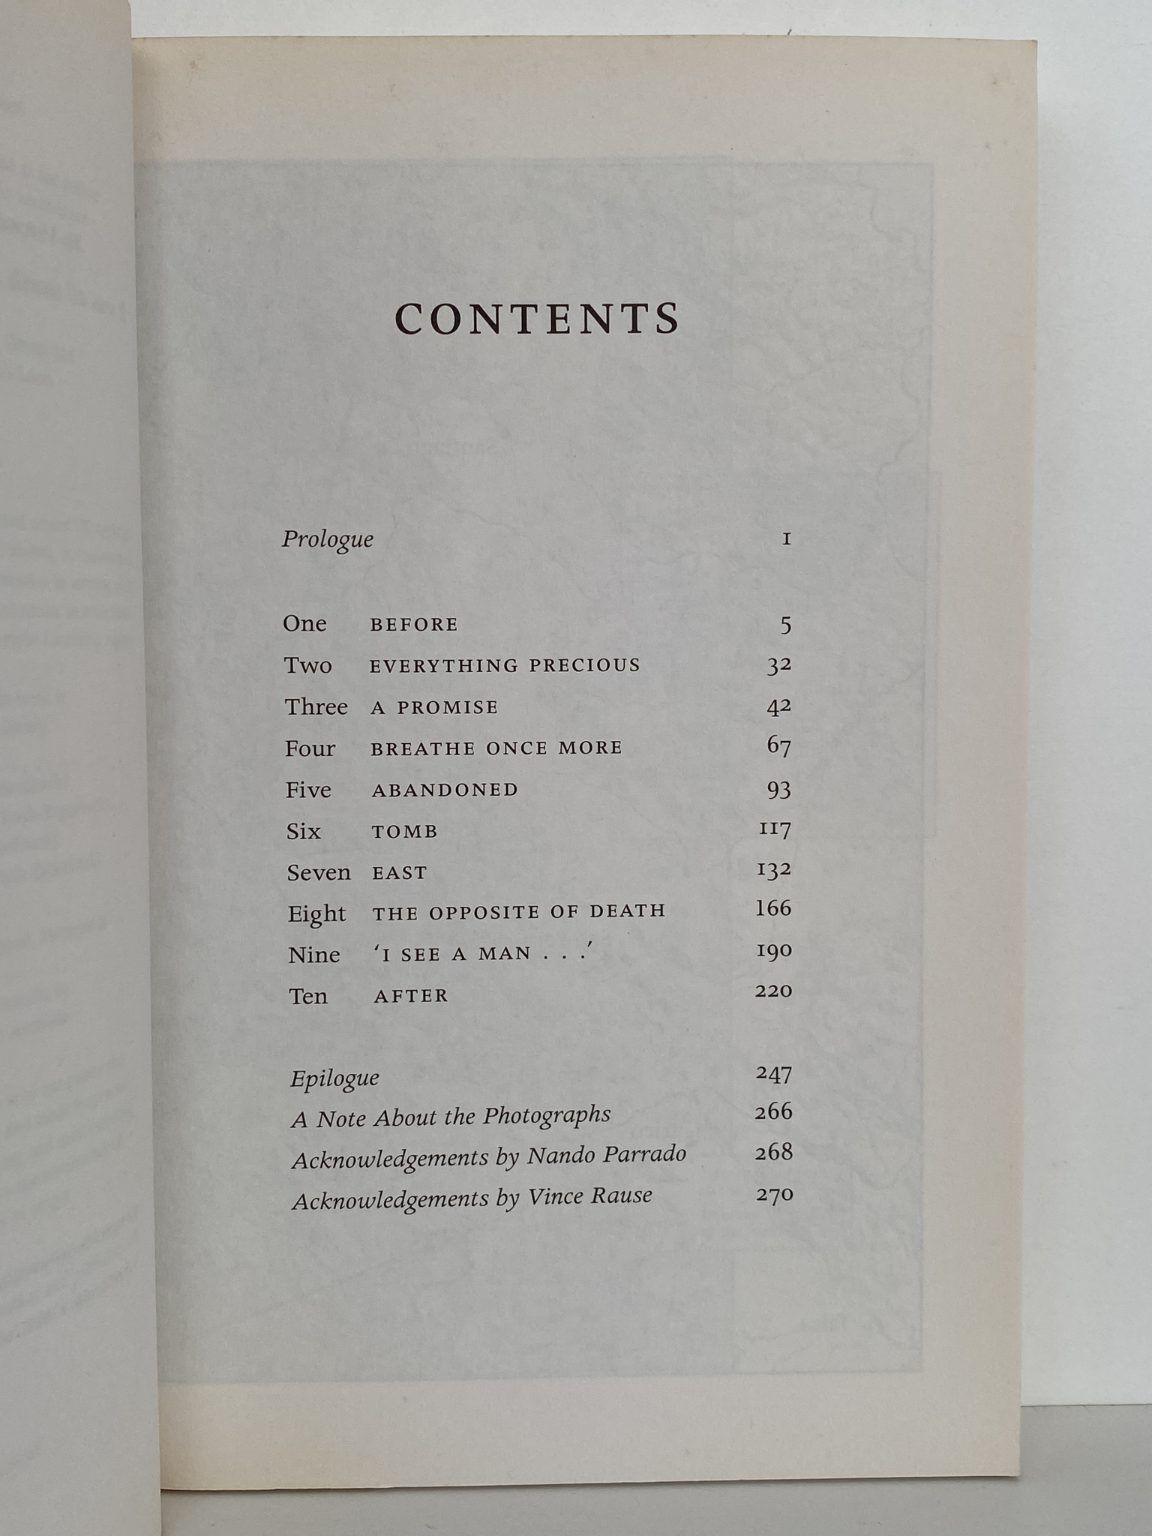 CONTENTS
Prologue 1
One BEFORE 5
Two EVERYTHING PRECIOUS 32
Three A PROMISE 42
Four BREATHE ONCE MORE 67
Five ABANDONED 93
Six TOMB 117
Seven EAST 132
Eight THE OPPOSITE OF DEATH 166
Nine ‘I SEE A MAN . . .’ 190
Ten AFTER 220
Epilogue 247
A Note About the Photographs 266
Acknowledgements by Nando Parrado 268
Acknowledgements by Vince Rause 270